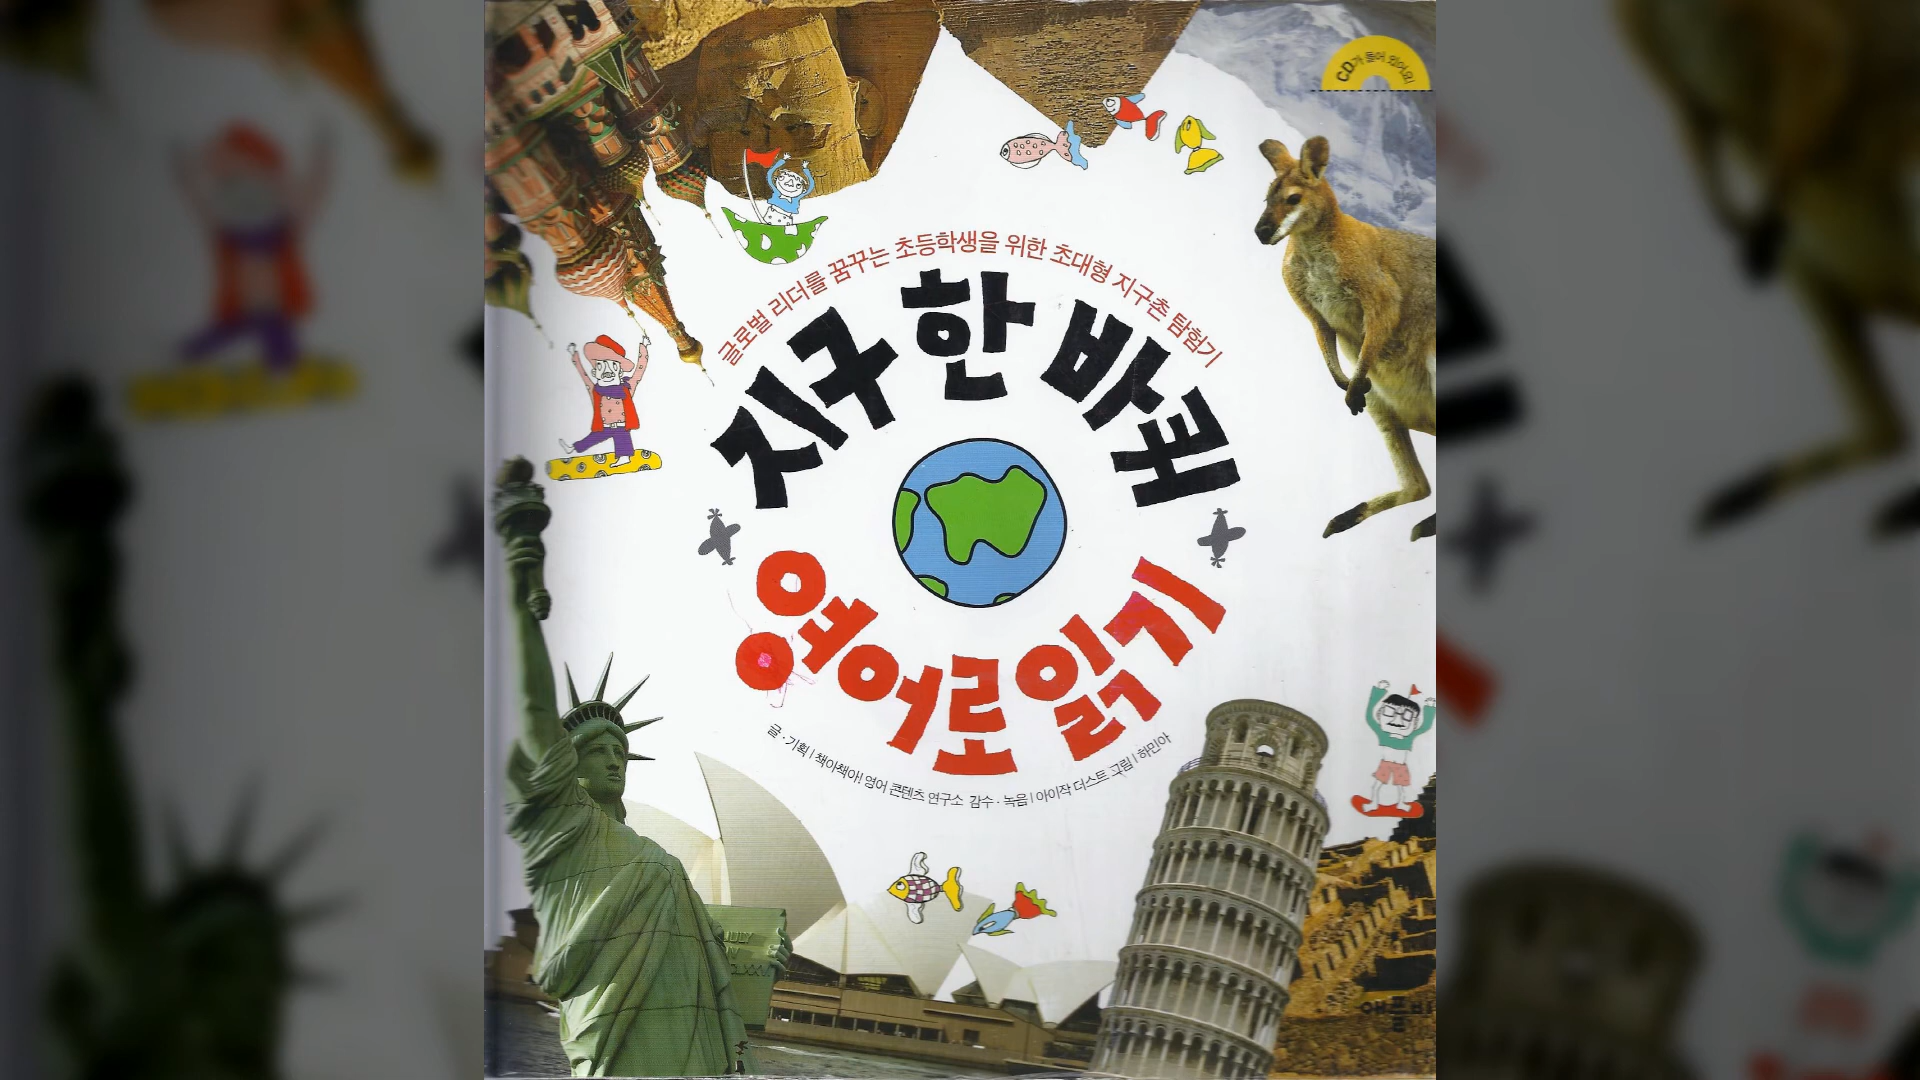 CD가 들어 있어요!
글로벌 리더를 꿈꾸는 초등학생을 위한 초대형 지구촌 탐험기
지구 한 바퀴
영어로 읽기
글·기획 | 책아책아! 영어 콘텐츠 연구소 감수·녹음 | 아이작 더스트 그림 | 허민아